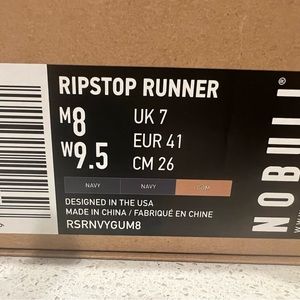 RIPSTOP RUNNER
M8 UK 7
W9.5 EUR 41
CM 26
NAVY NAVY GUM
DESIGNED IN THE USA
MADE IN CHINA / FABRIQUÉ EN CHINE
RSRNVYGUM8
NOBULL